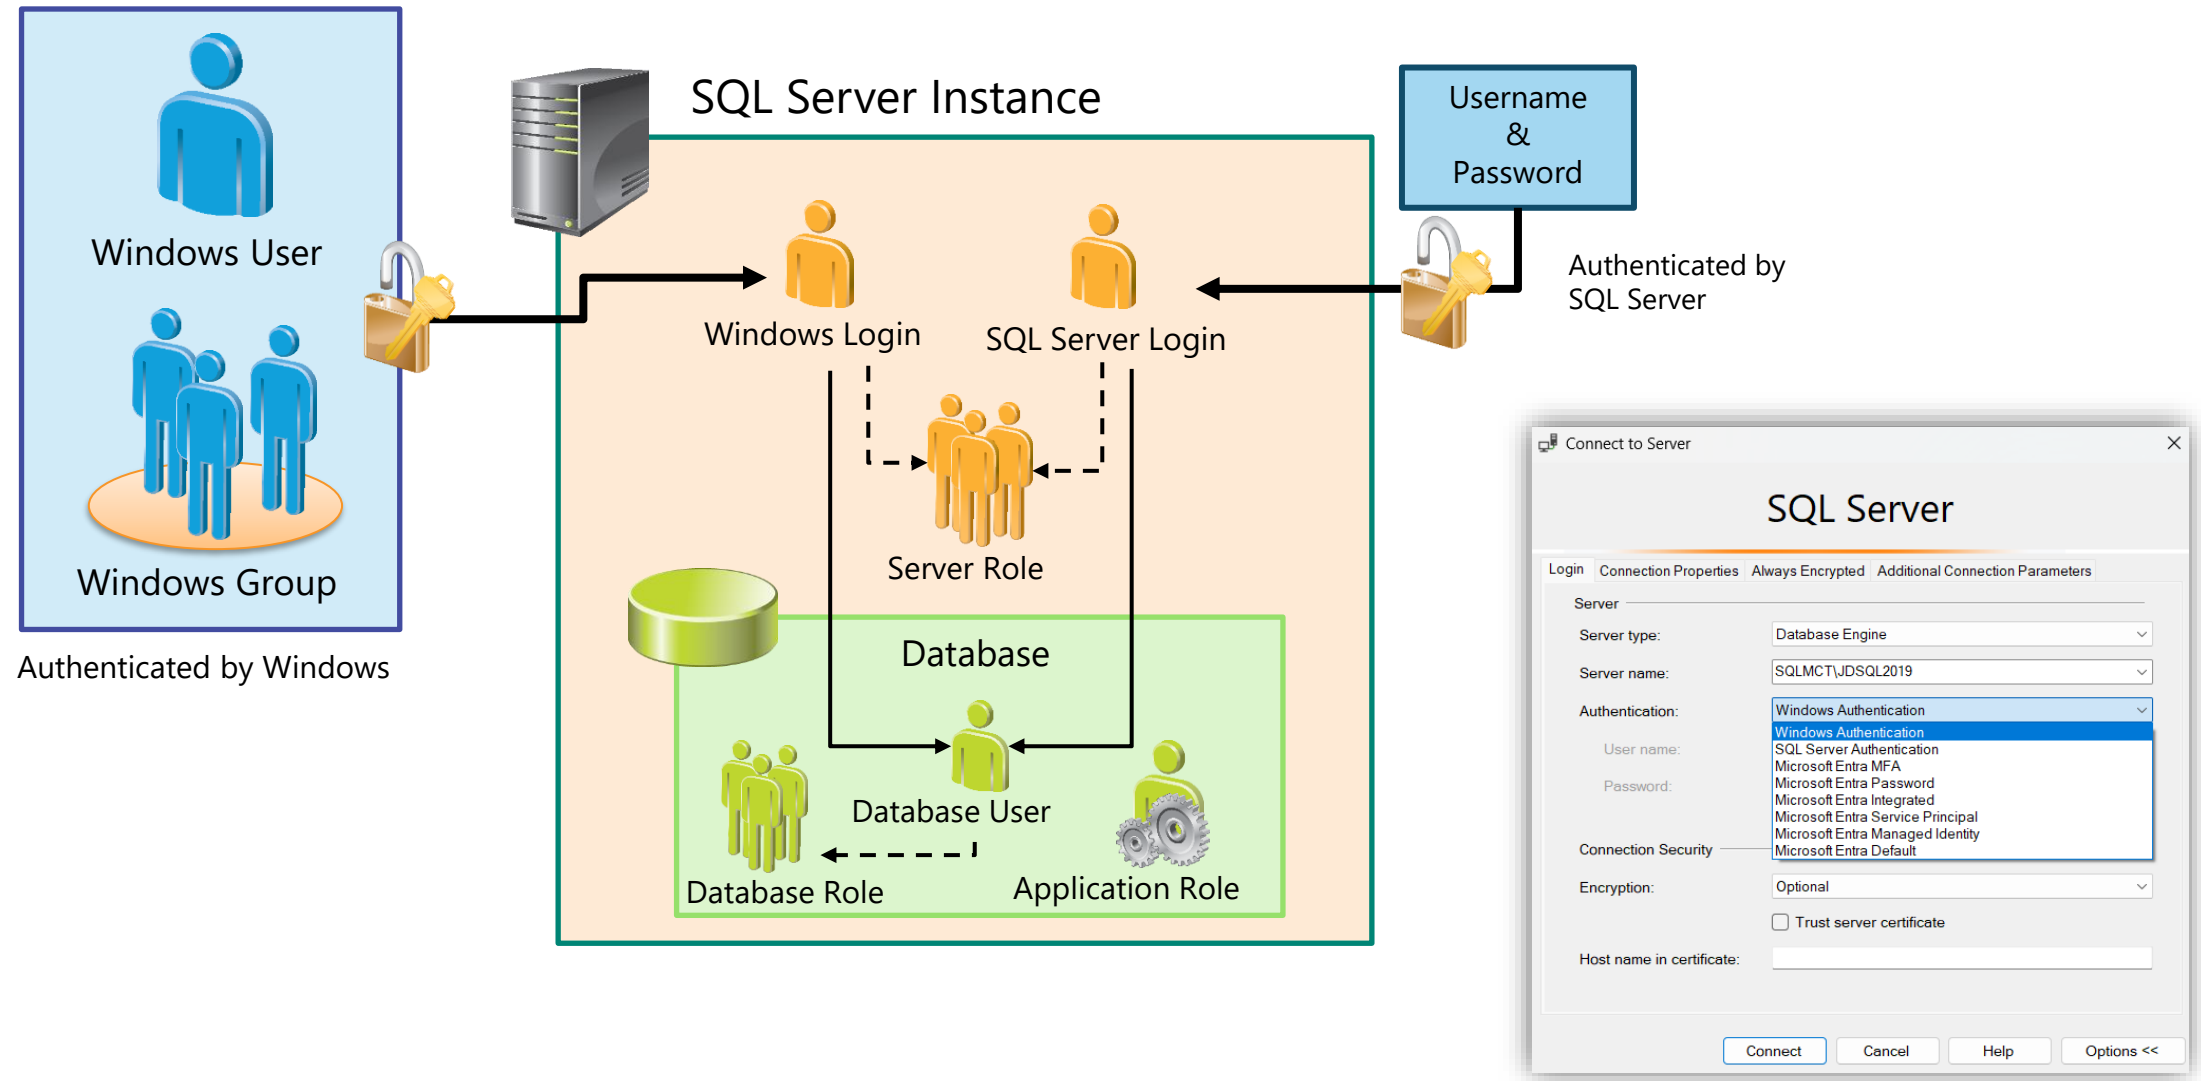 SQL Server Instance
Windows User
Windows Group
Authenticated by Windows
Username
&
Password
Authenticated by
SQL Server
Windows Login
SQL Server Login
Server Role
Database
Database User
Database Role
Application Role
Connect to Server
SQL Server
Login Connection Properties Always Encrypted Additional Connection Parameters
Server
Server type: Database Engine
Server name: SQLMCT\JDSQL2019
Authentication: Windows Authentication
Windows Authentication
User name: SQL Server Authentication
Microsoft Entra MFA
Password: Microsoft Entra Password
Microsoft Entra Integrated
Microsoft Entra Service Principal
Microsoft Entra Managed Identity
Connection Security Microsoft Entra Default
Encryption: Optional
Trust server certificate
Host name in certificate:
Connect Cancel Help Options <<